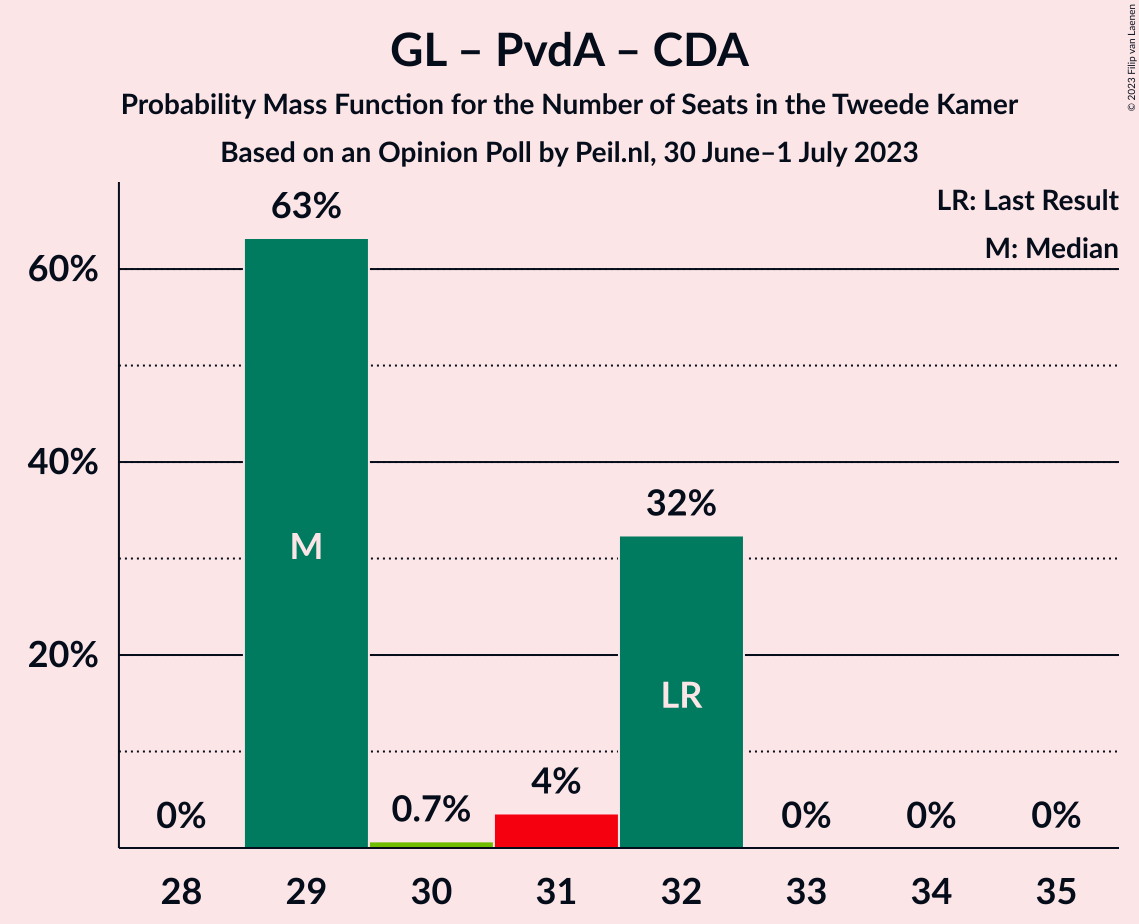 GL – PvdA – CDA
Probability Mass Function for the Number of Seats in the Tweede Kamer
Based on an Opinion Poll by Peil.nl, 30 June–1 July 2023
© 2023 Filip van Laenen
LR: Last Result
M: Median
60%
40%
20%
0%
63%
0.7%
4%
32%
0%
0%
0%
M
LR
28
29
30
31
32
33
34
35